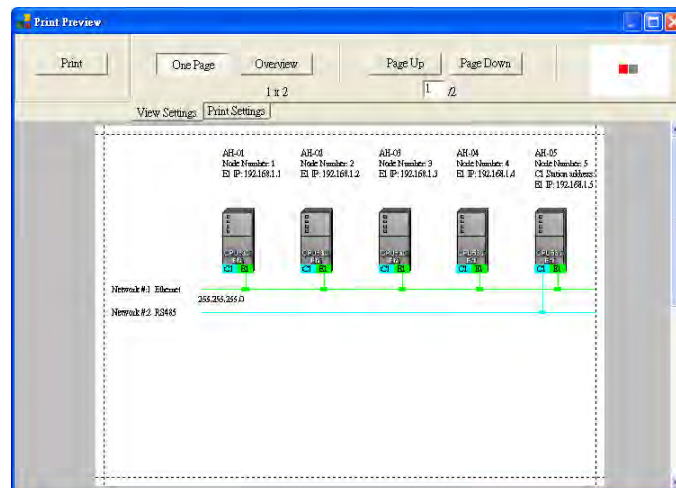 Print Preview
Print
One Page
Overview
Page Up
Page Down
1 x 2
1 /2
View Settings
Print Settings
AH-01
Node Number: 1
E1 IP: 192.168.1.1
AH-02
Node Number: 2
E1 IP: 192.168.1.2
AH-03
Node Number: 3
E1 IP: 192.168.1.3
AH-04
Node Number: 4
E1 IP: 192.168.1.4
AH-05
Node Number: 5
C1 Station address:
E1 IP: 192.168.1.5
C1 E1
C1 E1
C1 E1
C1 E1
C1 E1
Network #:1 Ethernet
255.255.255.0
Network #:2 RS485